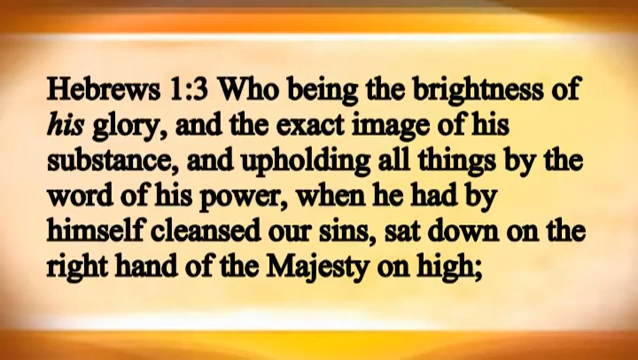 Hebrews 1:3 Who being the brightness of
his glory, and the exact image of his
substance, and upholding all things by the
word of his power, when he had by
himself cleansed our sins, sat down on the
right hand of the Majesty on high;